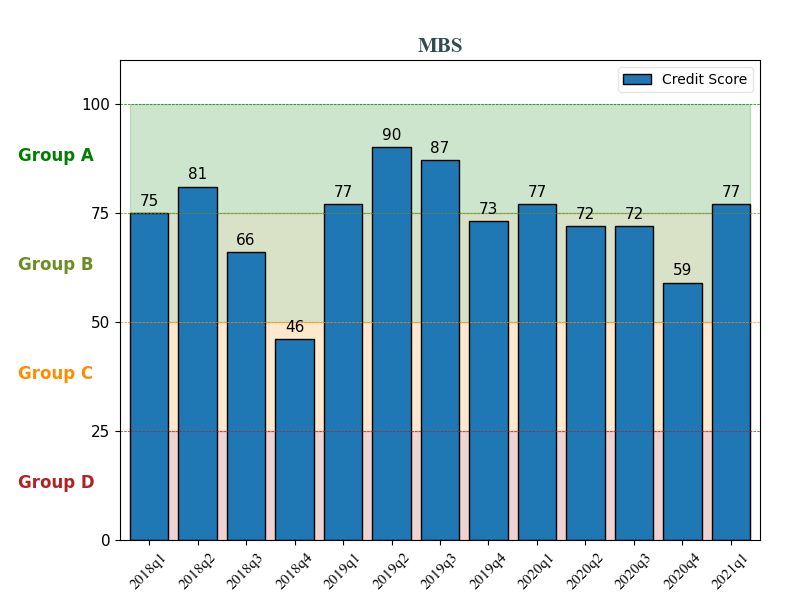 MBS
Credit Score
100
75
50
25
0
Group A
Group B
Group C
Group D
75
81
66
46
77
90
87
73
77
72
72
59
77
2018q1
2018q2
2018q3
2018q4
2019q1
2019q2
2019q3
2019q4
2020q1
2020q2
2020q3
2020q4
2021q1